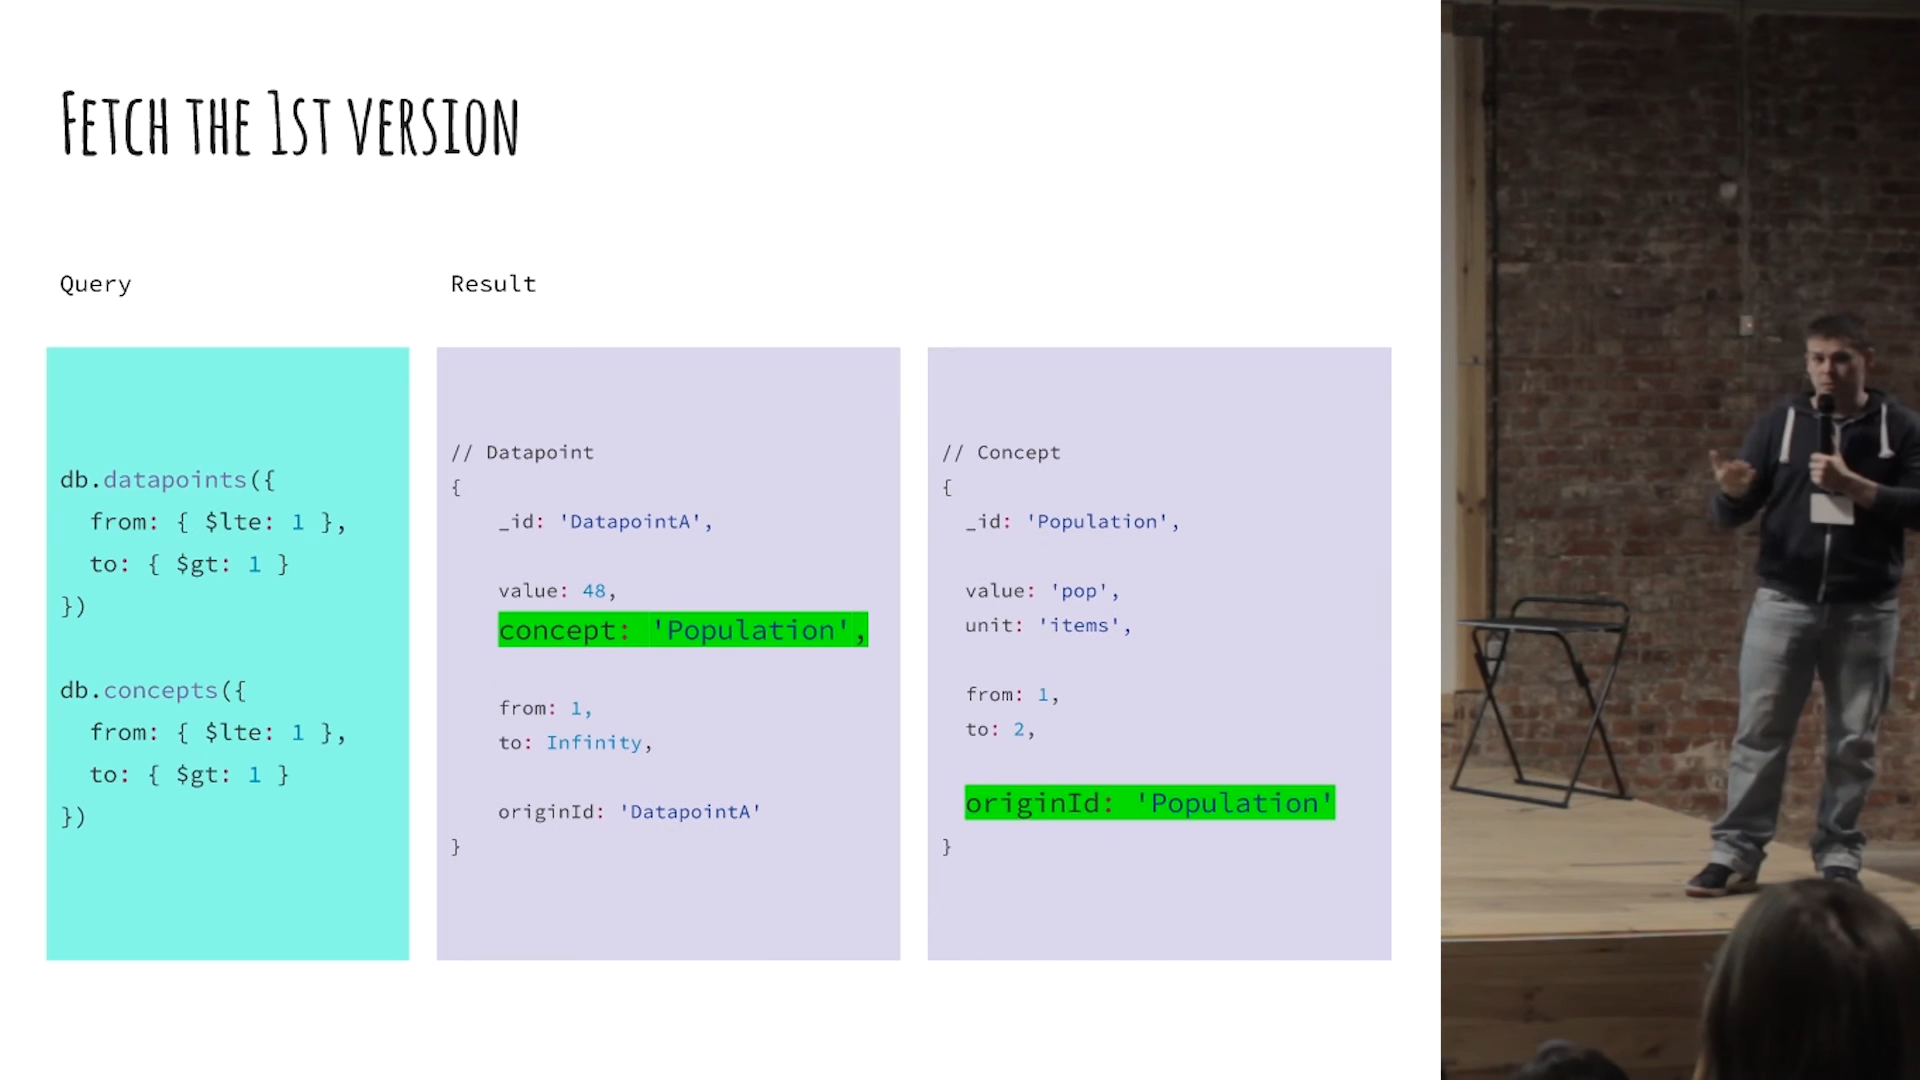 Fetch the 1st version
Query
Result
db.datapoints({
from: { $lte: 1 },
to: { $gt: 1 }
})
db.concepts({
from: { $lte: 1 },
to: { $gt: 1 }
})
// Datapoint
{
_id: 'DatapointA',
value: 48,
concept: 'Population',
from: 1,
to: Infinity,
originId: 'DatapointA'
}
// Concept
{
_id: 'Population',
value: 'pop',
unit: 'items',
from: 1,
to: 2,
originId: 'Population'
}